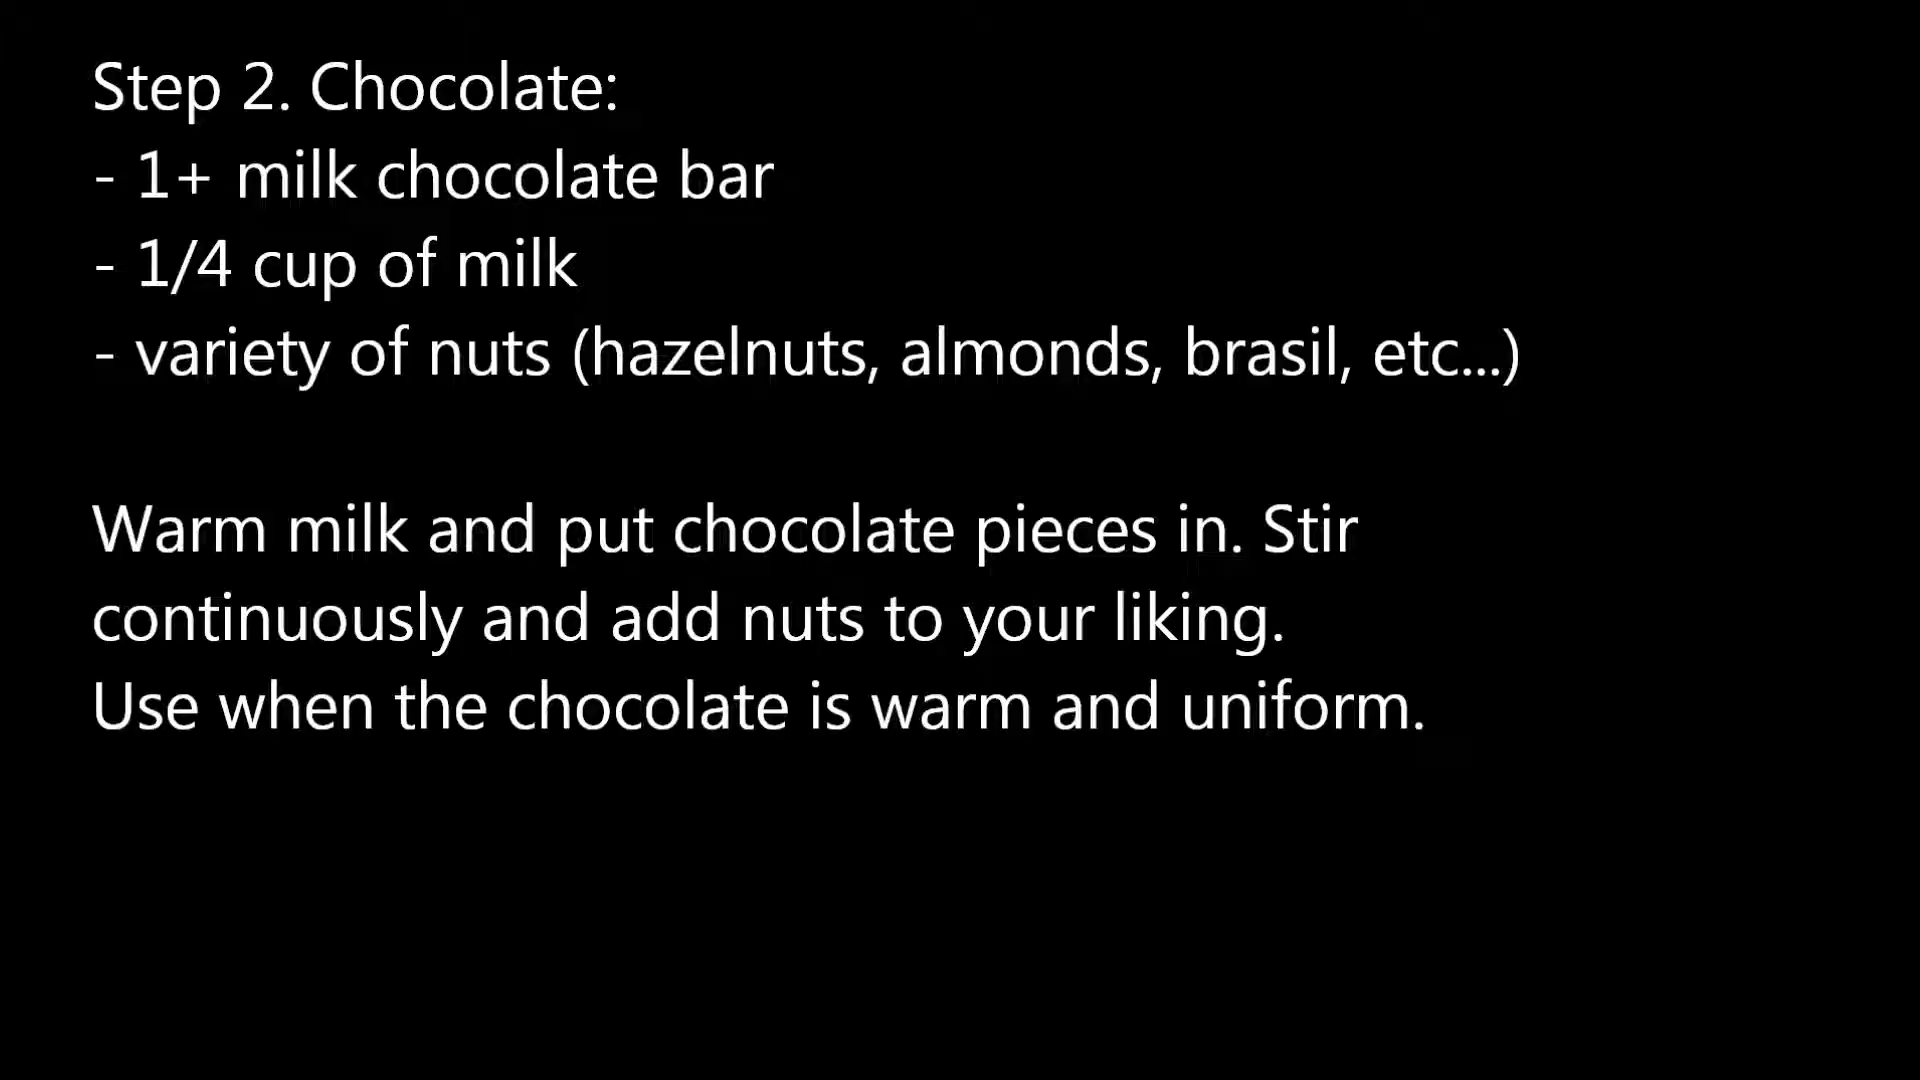 Step 2. Chocolate:
- 1+ milk chocolate bar
- 1/4 cup of milk
- variety of nuts (hazelnuts, almonds, brasil, etc...)
Warm milk and put chocolate pieces in. Stir
continuously and add nuts to your liking.
Use when the chocolate is warm and uniform.